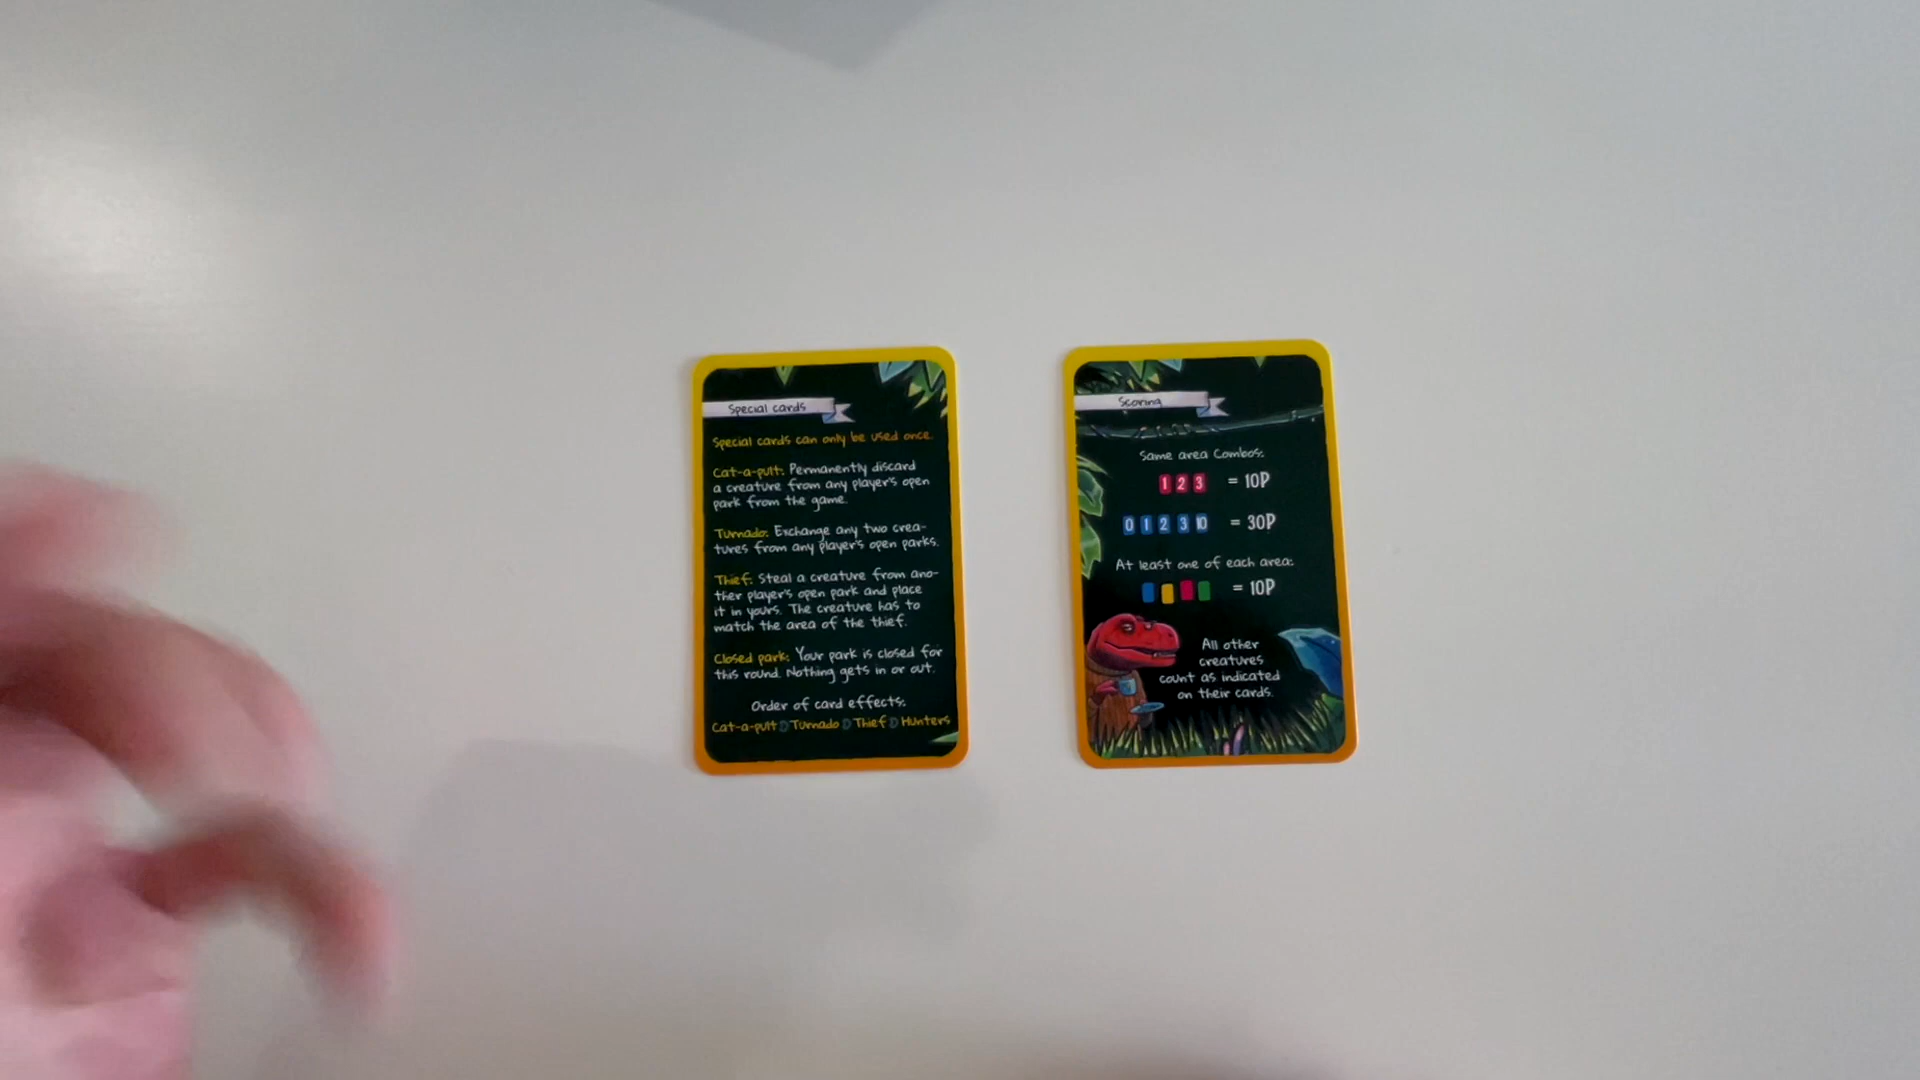 Special cards
Special cards can only be used once.
Cat-a-pult: Permanently discard
a creature from any player's open
park from the game.
Turnado: Exchange any two crea-
tures from any player's open parks.
Thief: Steal a creature from ano-
ther player's open park and place
it in yours. The creature has to
match the area of the thief.
Closed park: Your park is closed for
this round. Nothing gets in or out.
Order of card effects:
Cat-a-pult Turnado Thief Hunters
Scoring
Same area Combos:
1 2 3 = 10P
0 1 2 3 10 = 30P
At least one of each area:
= 10P
All other
creatures
count as indicated
on their cards.